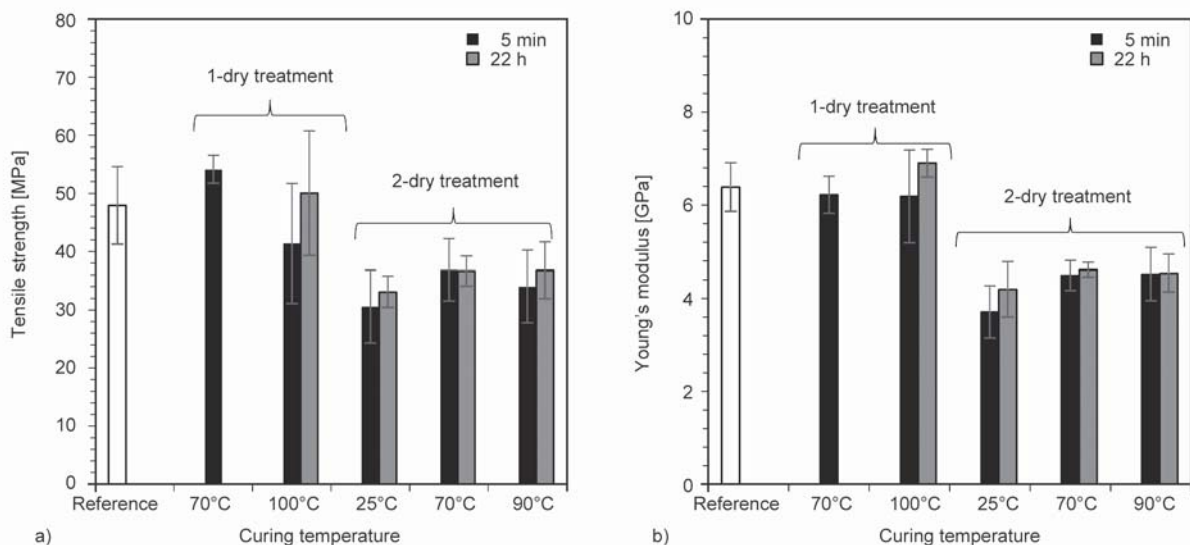 80
70
60
50
40
30
20
10
0
Tensile strength [MPa]
5 min
22 h
1-dry treatment
2-dry treatment
Reference 70°C 100°C 25°C 70°C 90°C
a) Curing temperature
10
8
6
4
2
0
Young's modulus [GPa]
5 min
22 h
1-dry treatment
2-dry treatment
Reference 70°C 100°C 25°C 70°C 90°C
b) Curing temperature